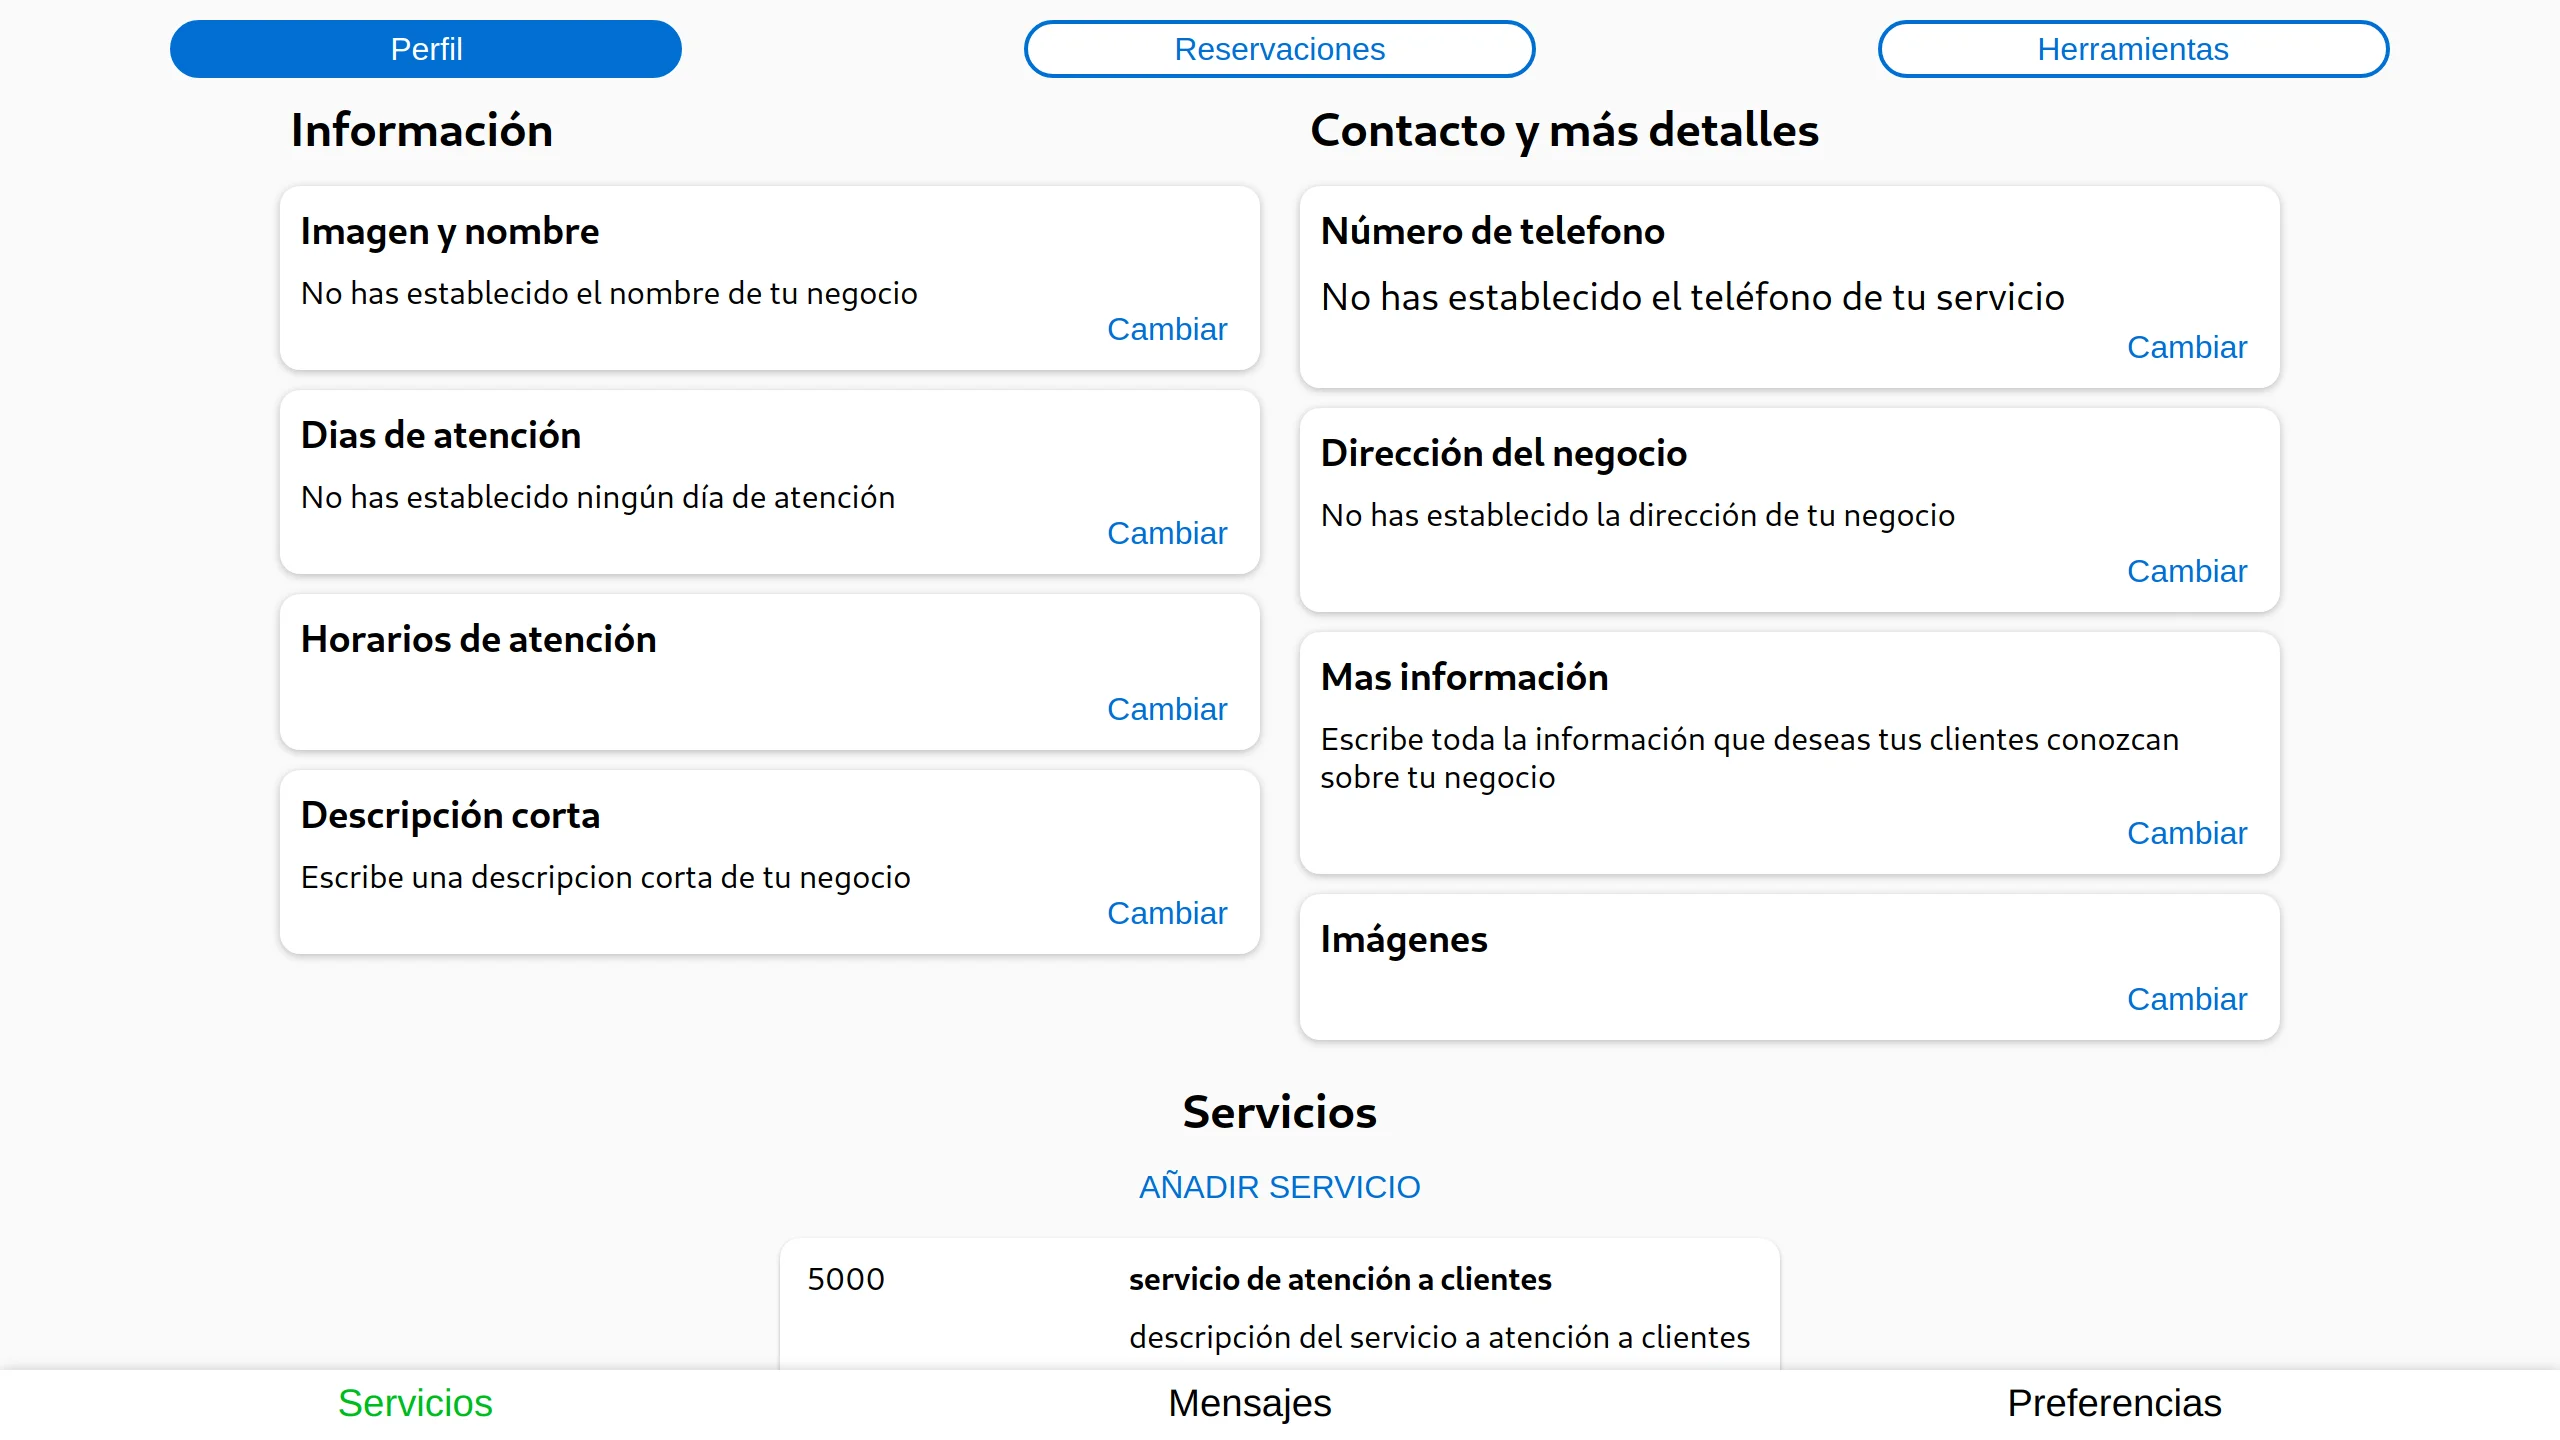 Perfil
Reservaciones
Herramientas
Información
Imagen y nombre
No has establecido el nombre de tu negocio
Cambiar
Dias de atención
No has establecido ningún día de atención
Cambiar
Horarios de atención
Cambiar
Descripción corta
Escribe una descripcion corta de tu negocio
Cambiar
Contacto y más detalles
Número de telefono
No has establecido el teléfono de tu servicio
Cambiar
Dirección del negocio
No has establecido la dirección de tu negocio
Cambiar
Mas información
Escribe toda la información que deseas tus clientes conozcan
sobre tu negocio
Cambiar
Imágenes
Cambiar
Servicios
AÑADIR SERVICIO
5000
servicio de atención a clientes
descripción del servicio a atención a clientes
Servicios
Mensajes
Preferencias